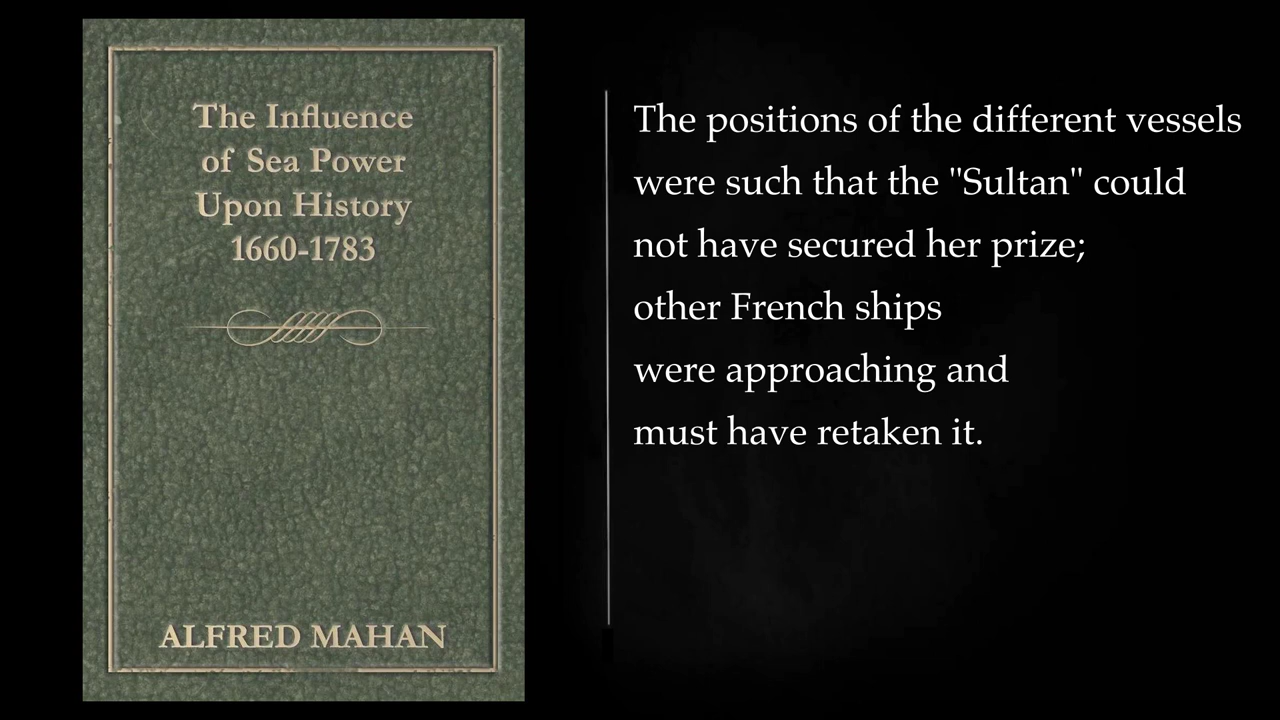 The Influence
of Sea Power
Upon History
1660-1783
ALFRED MAHAN
The positions of the different vessels
were such that the "Sultan" could
not have secured her prize;
other French ships
were approaching and
must have retaken it.